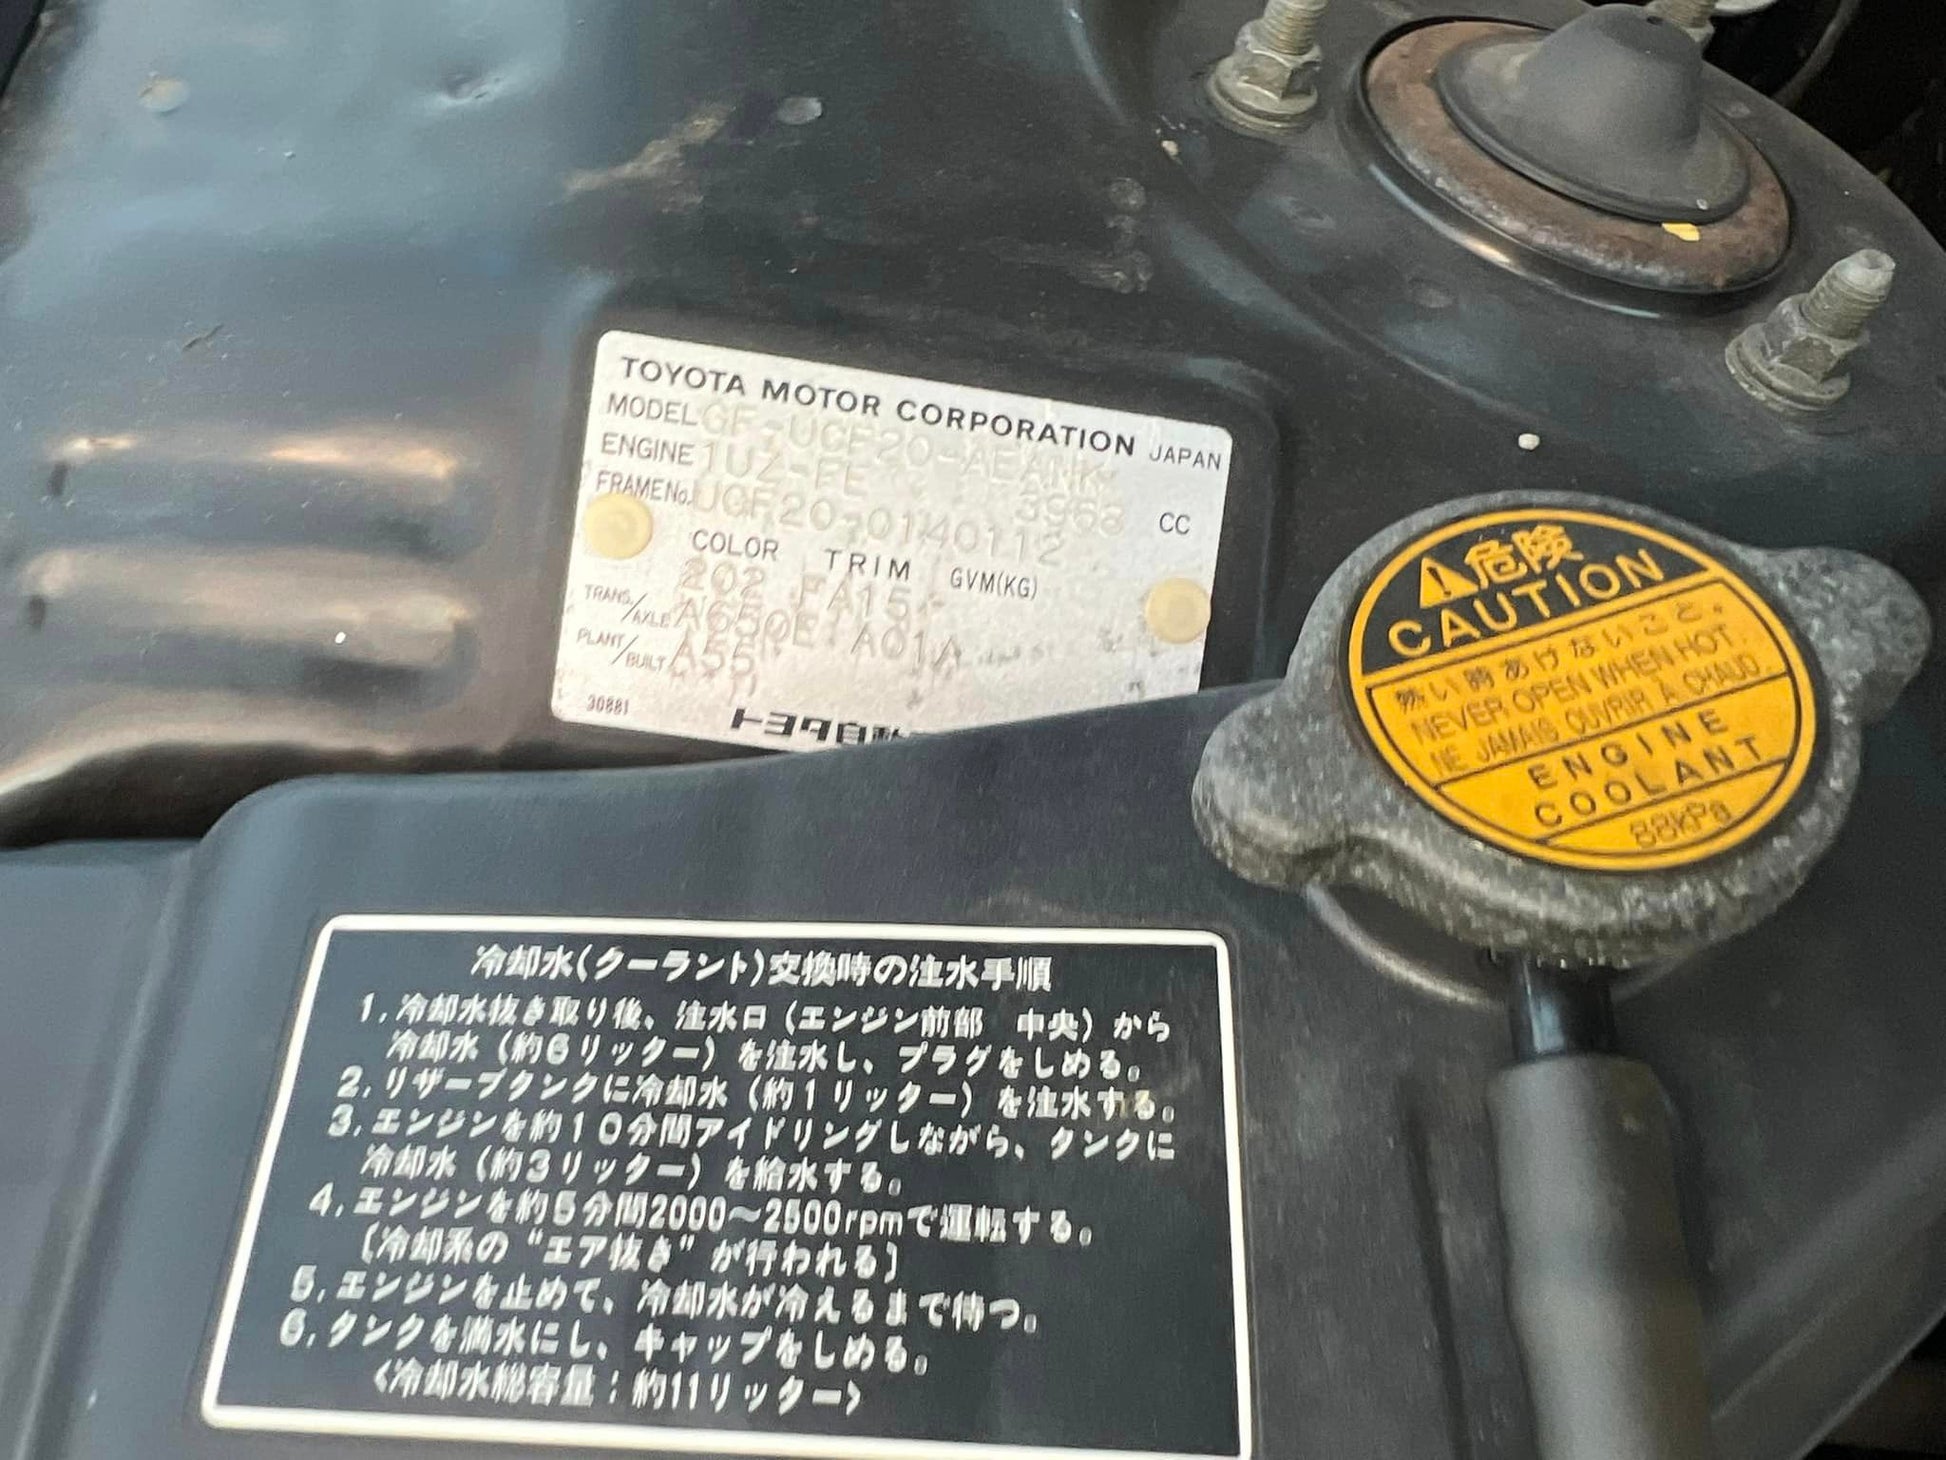 TOYOTA MOTOR CORPORATION JAPAN
MODEL GF-UCF20-AEANK
ENGINE 1UZ-FE 3968 CC
FRAME No. UCF20-0140112
COLOR TRIM GVM(KG)
202 FA15
TRANS./AXLE A650E A01A
PLANT/BUILT A55
30881
トヨタ自動
危険
CAUTION
熱い時あけないこと。
NEVER OPEN WHEN HOT.
NE JAMAIS OUVRIR À CHAUD.
ENGINE
COOLANT
88kPa
冷却水(クーラント)交換時の注水手順
1.冷却水抜き取り後、注水口(エンジン前部 中央)から
冷却水(約6リッター)を注水し、プラグをしめる。
2.リザーブタンクに冷却水(約1リッター)を注水する。
3.エンジンを約10分間アイドリングしながら、タンクに
冷却水(約3リッター)を給水する。
4.エンジンを約5分間2000〜2500rpmで運転する。
〔冷却系の"エア抜き"が行われる〕
5.エンジンを止めて、冷却水が冷えるまで待つ。
6.タンクを満水にし、キャップをしめる。
〈冷却水総容量:約11リッター〉